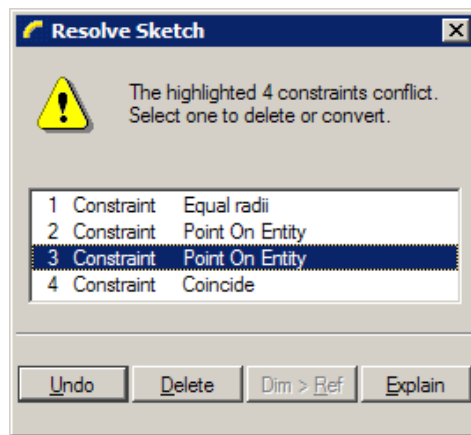 Resolve Sketch
The highlighted 4 constraints conflict.
Select one to delete or convert.
1 Constraint Equal radii
2 Constraint Point On Entity
3 Constraint Point On Entity
4 Constraint Coincide
Undo Delete Dim > Ref Explain